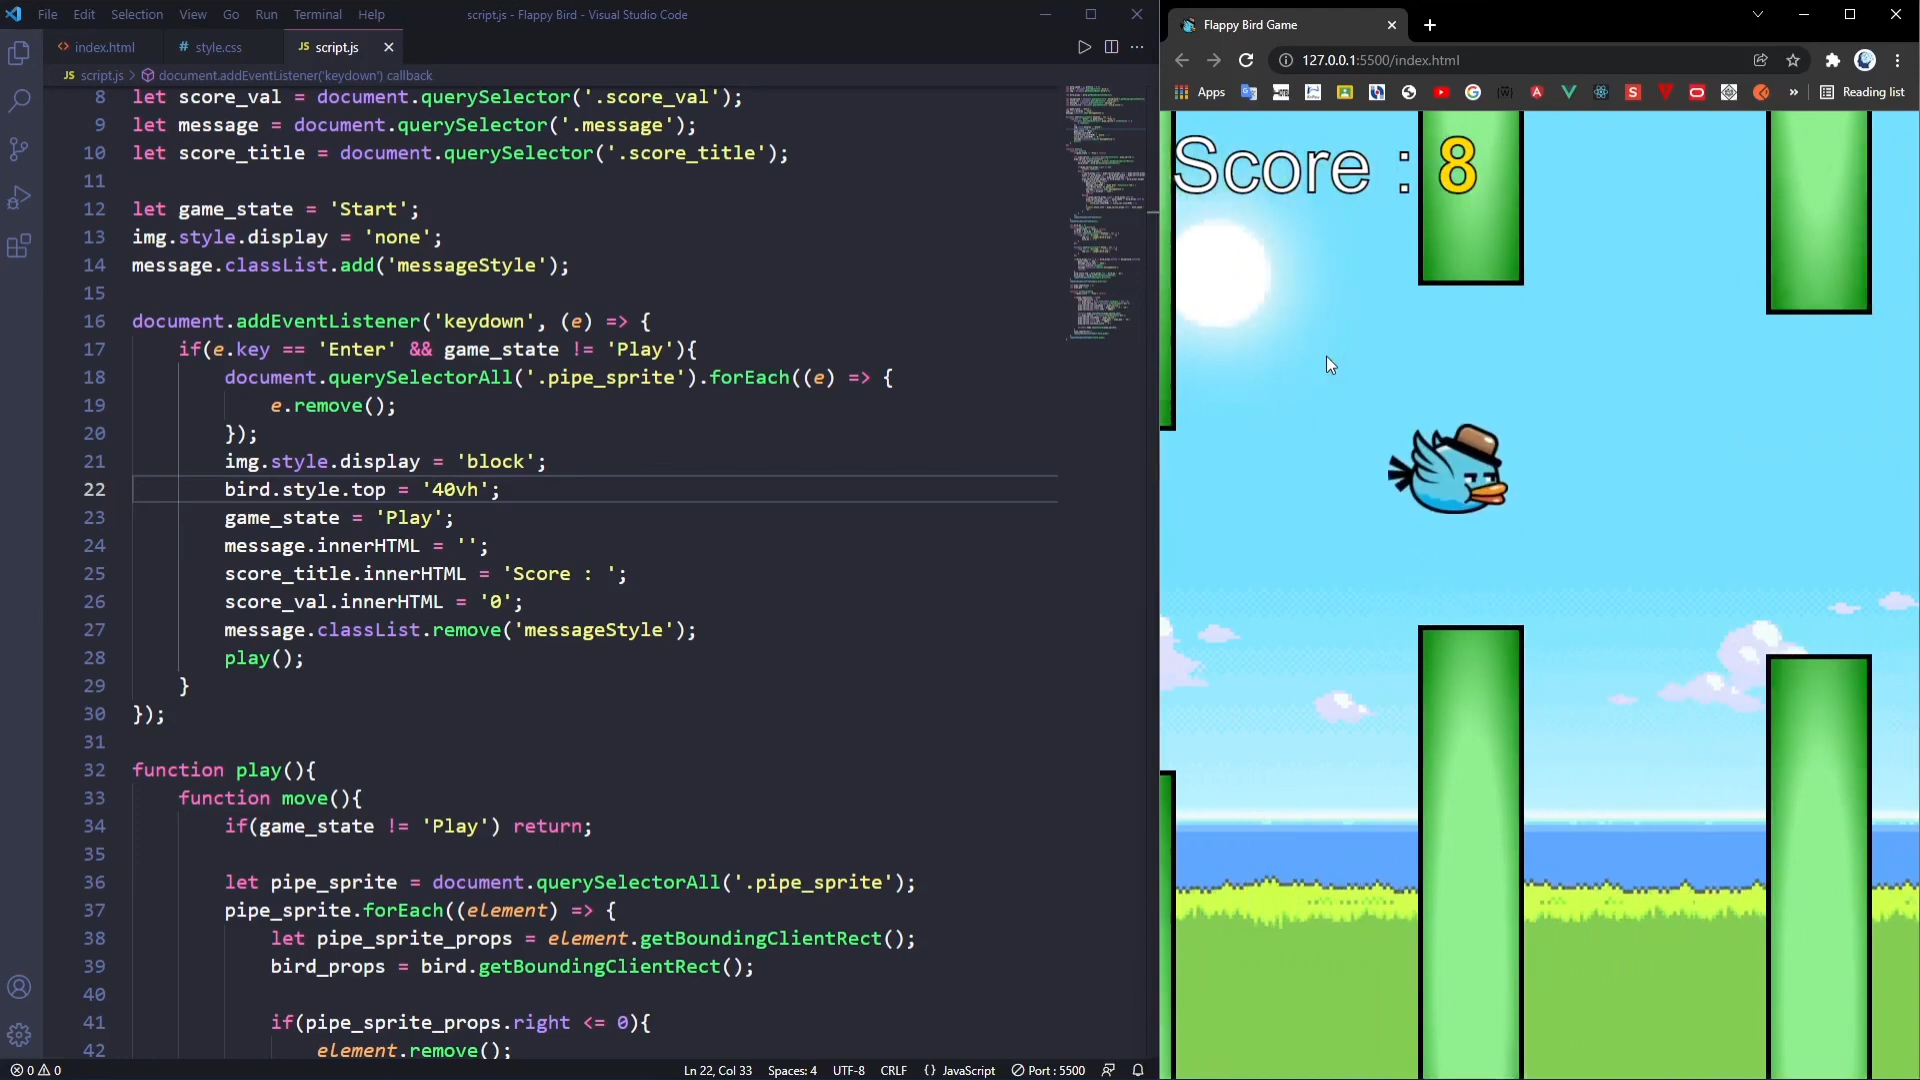 File Edit Selection View Go Run Terminal Help
script.js - Flappy Bird - Visual Studio Code
index.html
style.css
JS script.js
JS script.js > document.addEventListener('keydown') callback
8 let score_val = document.querySelector('.score_val');
9 let message = document.querySelector('.message');
10 let score_title = document.querySelector('.score_title');
11
12 let game_state = 'Start';
13 img.style.display = 'none';
14 message.classList.add('messageStyle');
15
16 document.addEventListener('keydown', (e) => {
17 if(e.key == 'Enter' && game_state != 'Play'){
18 document.querySelectorAll('.pipe_sprite').forEach((e) => {
19 e.remove();
20 });
21 img.style.display = 'block';
22 bird.style.top = '40vh';
23 game_state = 'Play';
24 message.innerHTML = '';
25 score_title.innerHTML = 'Score : ';
26 score_val.innerHTML = '0';
27 message.classList.remove('messageStyle');
28 play();
29 }
30 });
31
32 function play(){
33 function move(){
34 if(game_state != 'Play') return;
35
36 let pipe_sprite = document.querySelectorAll('.pipe_sprite');
37 pipe_sprite.forEach((element) => {
38 let pipe_sprite_props = element.getBoundingClientRect();
39 bird_props = bird.getBoundingClientRect();
40
41 if(pipe_sprite_props.right <= 0){
42 element.remove();
0 0
Ln 22, Col 33 Spaces: 4 UTF-8 CRLF {} JavaScript Port : 5500
Flappy Bird Game
127.0.0.1:5500/index.html
Apps
Reading list
Score : 8